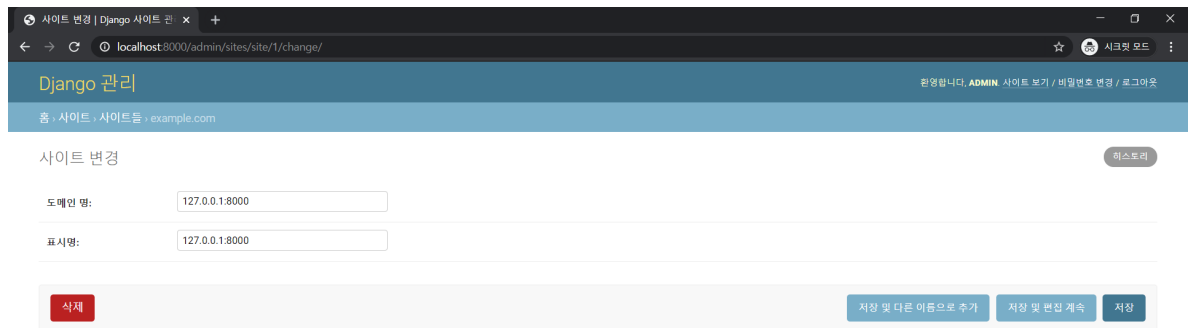 사이트 변경 | Django 사이트 관
localhost:8000/admin/sites/site/1/change/
시크릿 모드
Django 관리
환영합니다, ADMIN. 사이트 보기 / 비밀번호 변경 / 로그아웃
홈 › 사이트 › 사이트들 › example.com
사이트 변경
히스토리
도메인 명: 127.0.0.1:8000
표시명: 127.0.0.1:8000
삭제
저장 및 다른 이름으로 추가
저장 및 편집 계속
저장